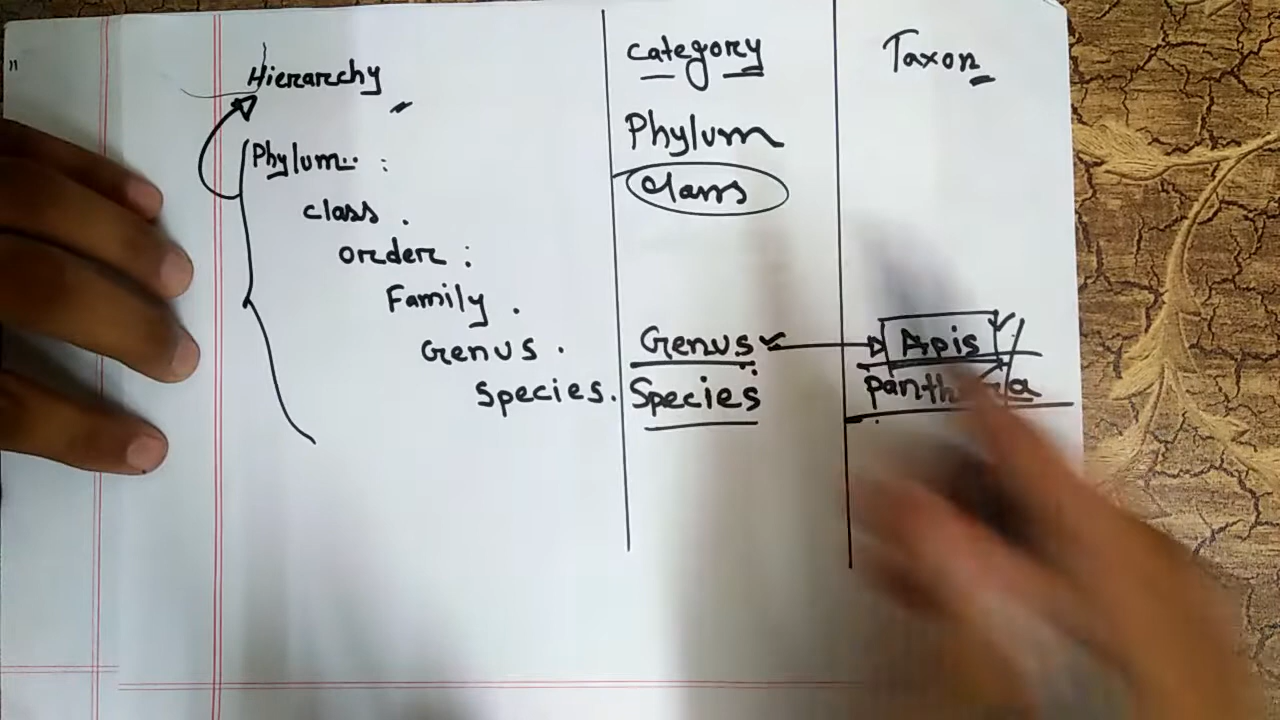 Hierarchy
Phylum :
class .
order :
Family .
Genus .
Species .
category
Phylum
class
Genus
Species
Taxon
Apis